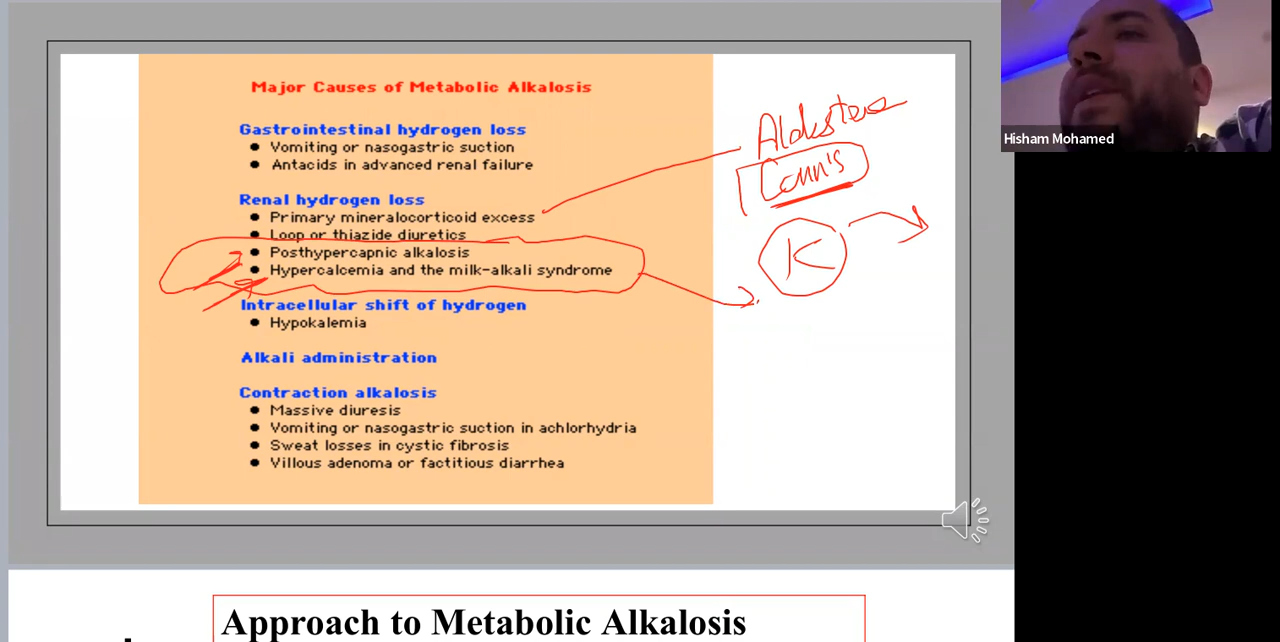 Major Causes of Metabolic Alkalosis
Gastrointestinal hydrogen loss
Vomiting or nasogastric suction
Antacids in advanced renal failure
Renal hydrogen loss
Primary mineralocorticoid excess
Loop or thiazide diuretics
Posthypercapnic alkalosis
Hypercalcemia and the milk-alkali syndrome
Intracellular shift of hydrogen
Hypokalemia
Alkali administration
Contraction alkalosis
Massive diuresis
Vomiting or nasogastric suction in achlorhydria
Sweat losses in cystic fibrosis
Villous adenoma or factitious diarrhea
Conn's
K
Hisham Mohamed
Approach to Metabolic Alkalosis